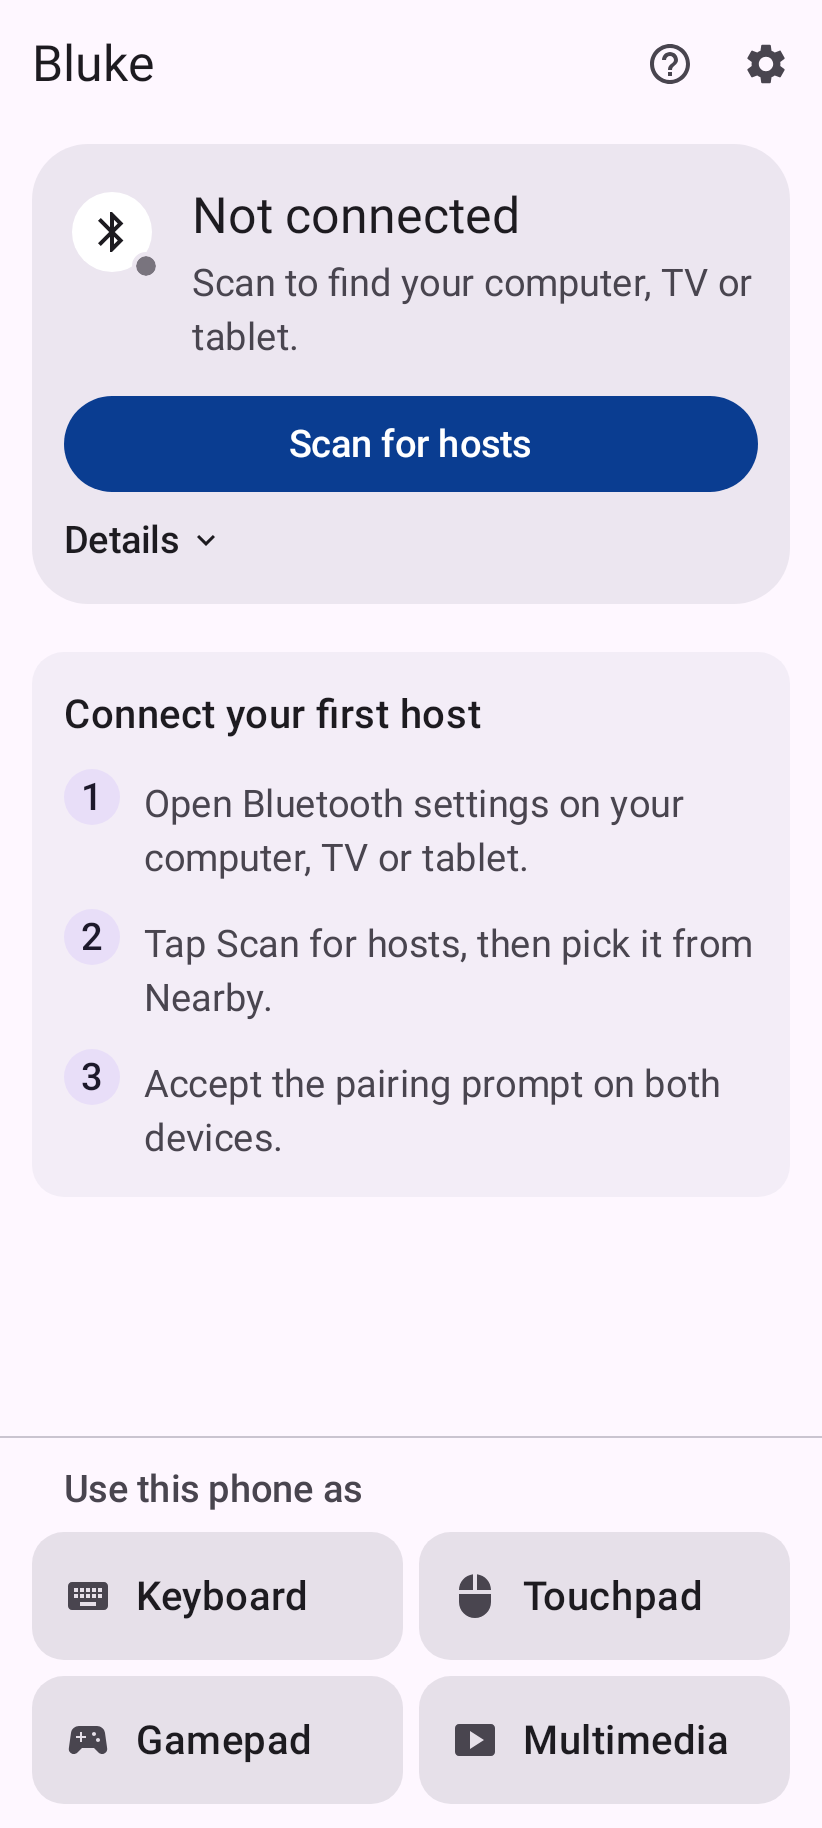 Bluke
Not connected
Scan to find your computer, TV or
tablet.
Scan for hosts
Details
Connect your first host
1
Open Bluetooth settings on your
computer, TV or tablet.
2
Tap Scan for hosts, then pick it from
Nearby.
3
Accept the pairing prompt on both
devices.
Use this phone as
Keyboard
Touchpad
Gamepad
Multimedia